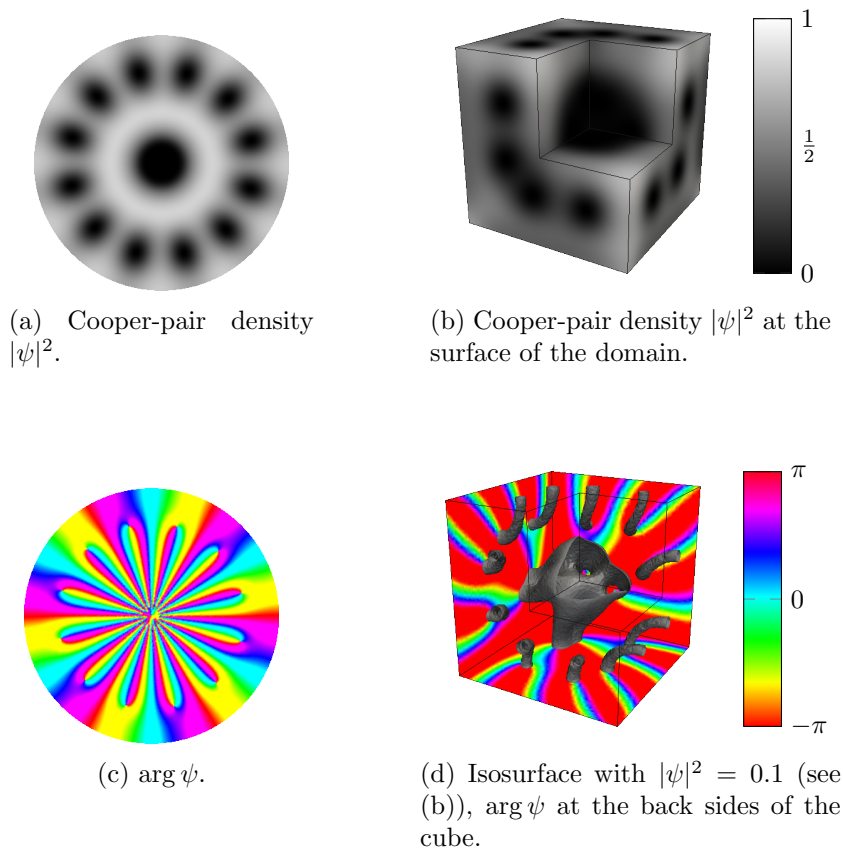 1
1/2
0
(a) Cooper-pair density
|ψ|².
(b) Cooper-pair density |ψ|² at the
surface of the domain.
π
0
−π
(c) arg ψ.
(d) Isosurface with |ψ|² = 0.1 (see
(b)), arg ψ at the back sides of the
cube.